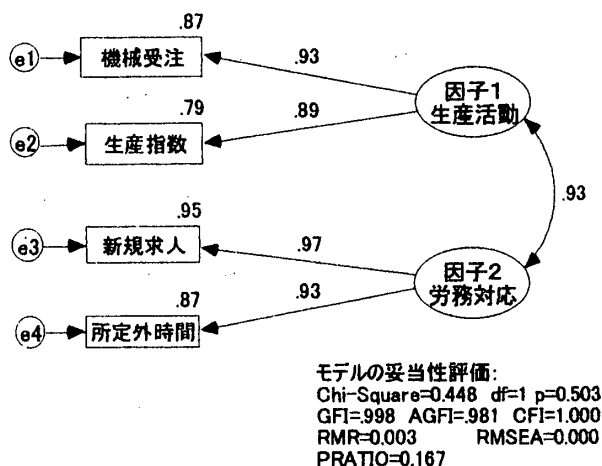 .87
e1
機械受注
.93
因子1
生産活動
.79
.89
e2
生産指数
.93
.95
e3
新規求人
.97
因子2
労務対応
.87
.93
e4
所定外時間
モデルの妥当性評価:
Chi-Square=0.448 df=1 p=0.503
GFI=.998 AGFI=.981 CFI=1.000
RMR=0.003 RMSEA=0.000
PRATIO=0.167